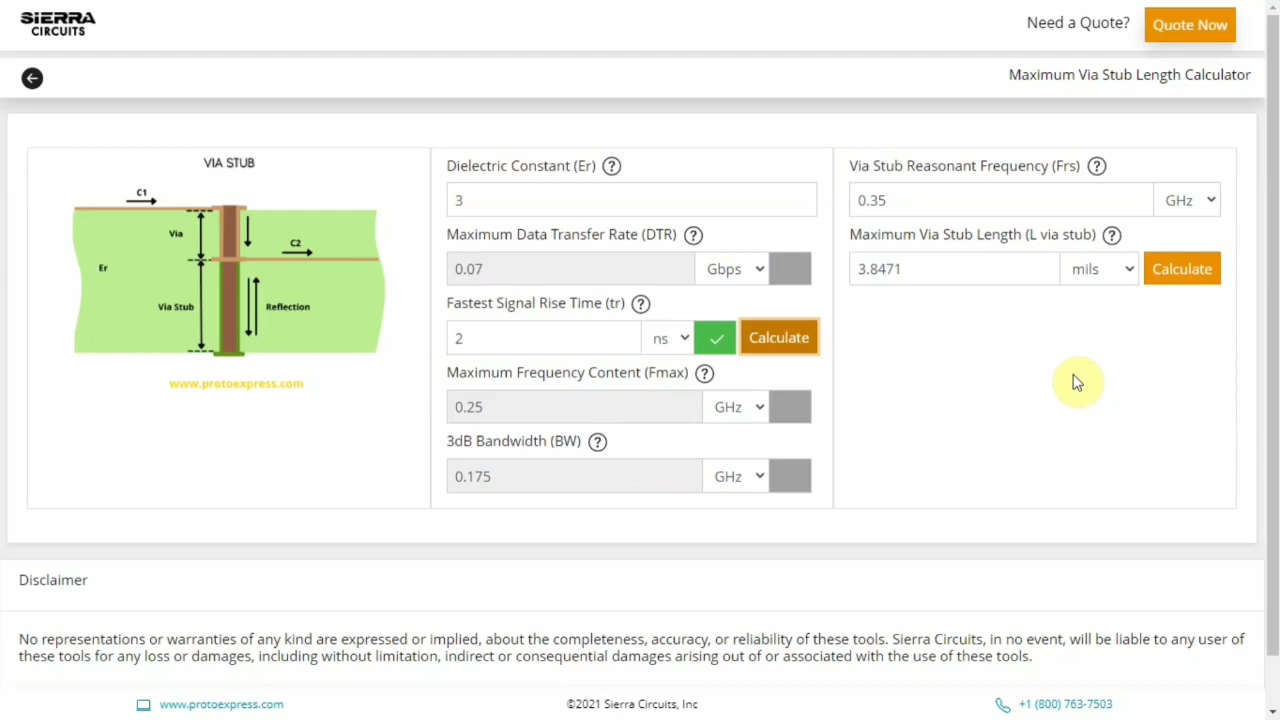 SIERRA
CIRCUITS
Need a Quote?
Quote Now
Maximum Via Stub Length Calculator
VIA STUB
C1
Via
C2
Er
Via Stub
Reflection
www.protoexpress.com
Dielectric Constant (Er) ?
3
Maximum Data Transfer Rate (DTR) ?
0.07 Gbps
Fastest Signal Rise Time (tr) ?
2 ns Calculate
Maximum Frequency Content (Fmax) ?
0.25 GHz
3dB Bandwidth (BW) ?
0.175 GHz
Via Stub Reasonant Frequency (Frs) ?
0.35 GHz
Maximum Via Stub Length (L via stub) ?
3.8471 mils Calculate
Disclaimer
No representations or warranties of any kind are expressed or implied, about the completeness, accuracy, or reliability of these tools. Sierra Circuits, in no event, will be liable to any user of
these tools for any loss or damages, including without limitation, indirect or consequential damages arising out of or associated with the use of these tools.
www.protoexpress.com
©2021 Sierra Circuits, Inc
+1 (800) 763-7503